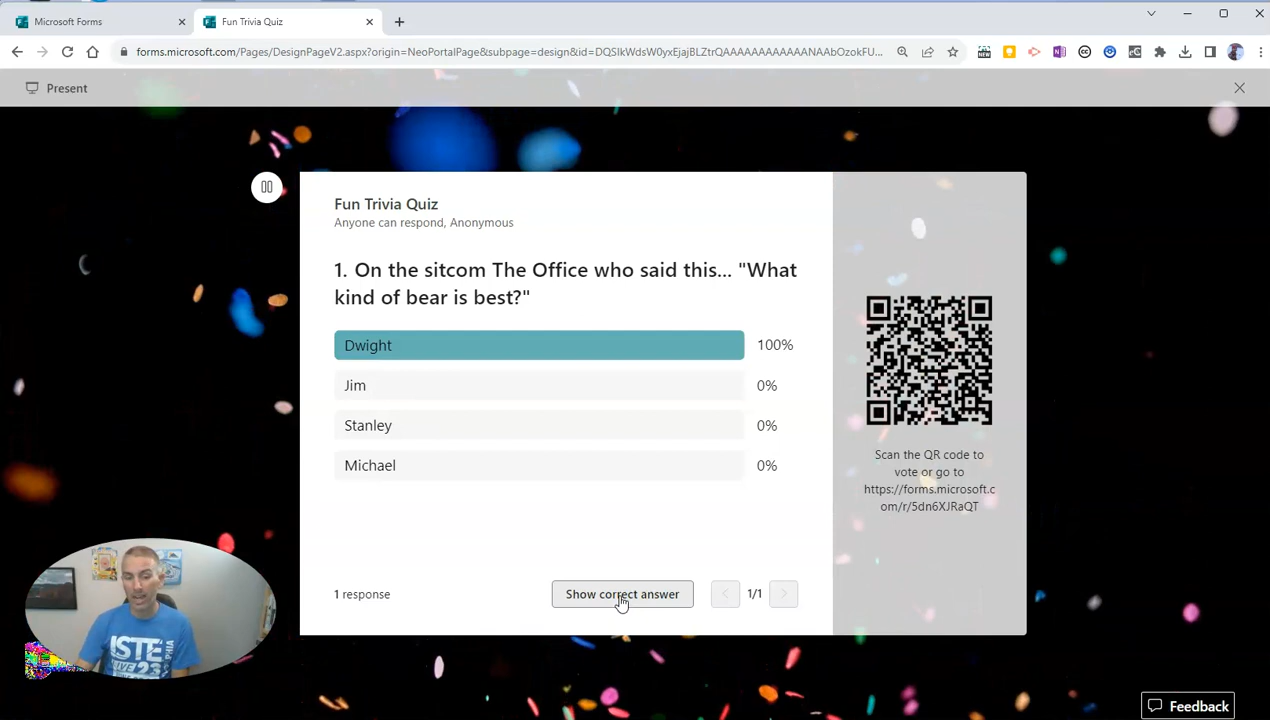 Microsoft Forms
Fun Trivia Quiz
forms.microsoft.com/Pages/DesignPageV2.aspx?origin=NeoPortalPage&subpage=design&id=DQSIkWdsW0yxEjajBLZtrQAAAAAAAAAAAANAAbOzokFU...
Present
Fun Trivia Quiz
Anyone can respond, Anonymous
1. On the sitcom The Office who said this... "What
kind of bear is best?"
Dwight 100%
Jim 0%
Stanley 0%
Michael 0%
Scan the QR code to
vote or go to
https://forms.microsoft.c
om/r/5dn6XJRaQT
1 response
Show correct answer
1/1
ISTE
LIVE 23
Feedback